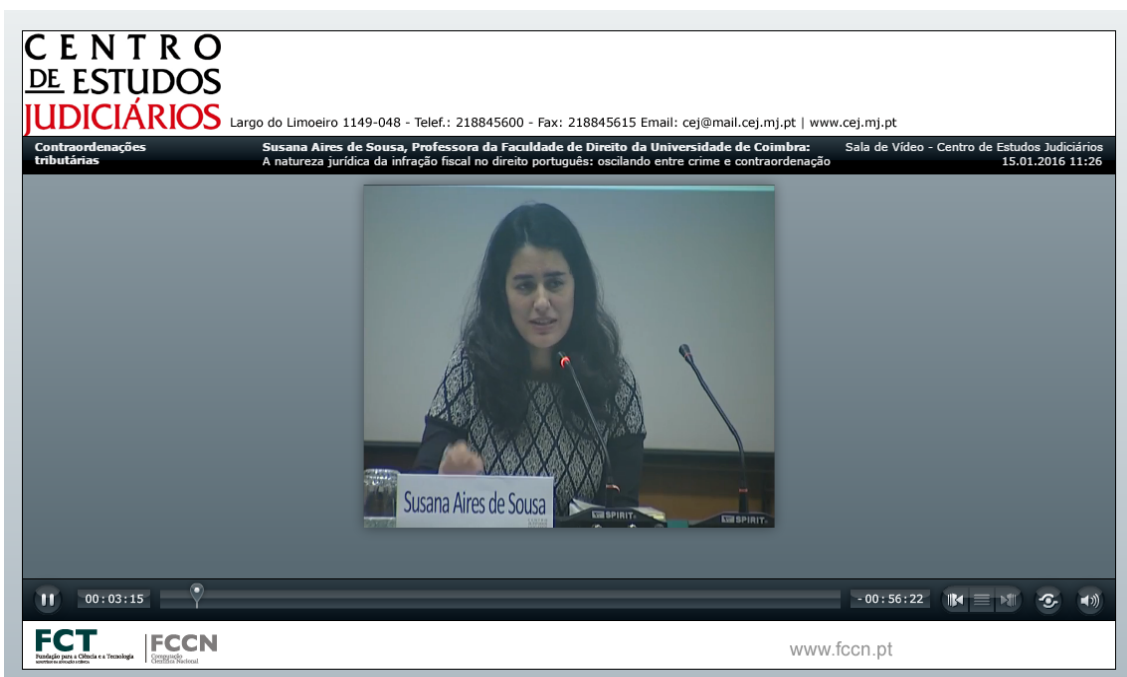 CENTRO
DE ESTUDOS
JUDICIÁRIOS
Largo do Limoeiro 1149-048 - Telef.: 218845600 - Fax: 218845615 Email: cej@mail.cej.mj.pt | www.cej.mj.pt
Contraordenações
tributárias
Susana Aires de Sousa, Professora da Faculdade de Direito da Universidade de Coimbra:
A natureza jurídica da infração fiscal no direito português: oscilando entre crime e contraordenação
Sala de Vídeo - Centro de Estudos Judiciários
15.01.2016 11:26
Susana Aires de Sousa
SPIRIT
SPIRIT
00:03:15
- 00:56:22
FCT
Fundação para a Ciência e a Tecnologia
FCCN
Computação
Científica Nacional
www.fccn.pt